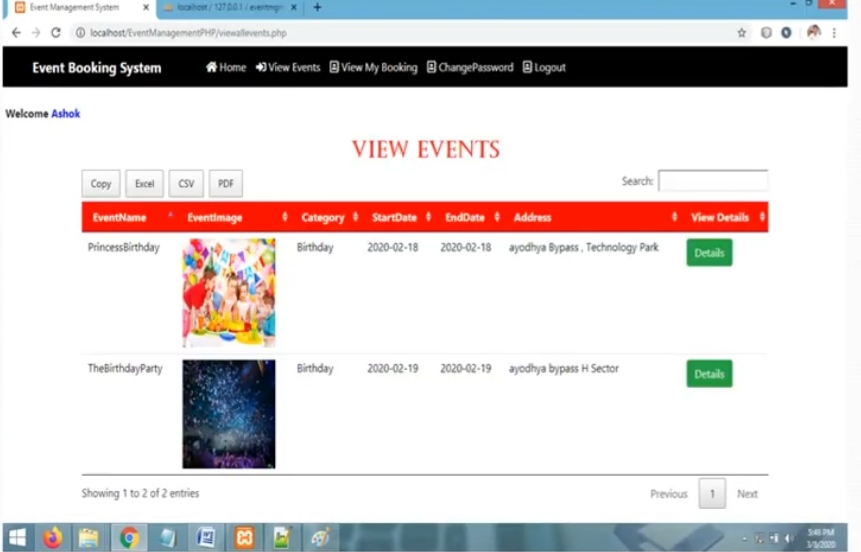 Event Management System
localhost / 127.0.0.1 / eventmgm
localhost/EventManagementPHP/viewallevents.php
Event Booking System Home View Events View My Booking ChangePassword Logout
Welcome Ashok
VIEW EVENTS
Copy Excel CSV PDF Search:
EventName EventImage Category StartDate EndDate Address View Details
PrincessBirthday Birthday 2020-02-18 2020-02-18 ayodhya Bypass , Technology Park Details
TheBirthdayParty Birthday 2020-02-19 2020-02-19 ayodhya bypass H Sector Details
Showing 1 to 2 of 2 entries Previous 1 Next
5:48 PM
3/3/2020